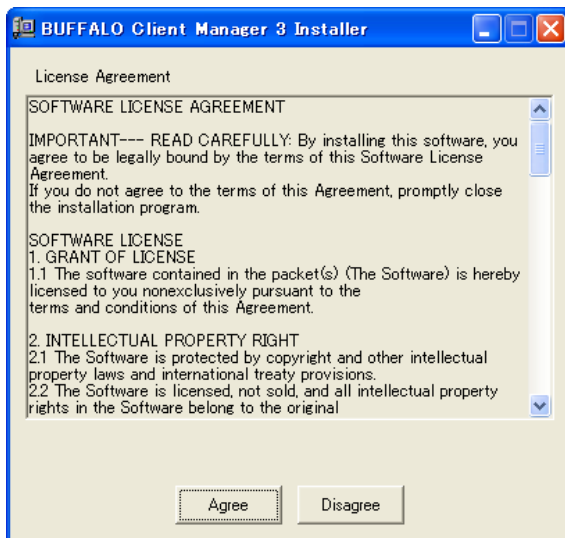 BUFFALO Client Manager 3 Installer
License Agreement
SOFTWARE LICENSE AGREEMENT
IMPORTANT--- READ CAREFULLY: By installing this software, you
agree to be legally bound by the terms of this Software License
Agreement.
If you do not agree to the terms of this Agreement, promptly close
the installation program.
SOFTWARE LICENSE
1. GRANT OF LICENSE
1.1 The software contained in the packet(s) (The Software) is hereby
licensed to you nonexclusively pursuant to the
terms and conditions of this Agreement.
2. INTELLECTUAL PROPERTY RIGHT
2.1 The Software is protected by copyright and other intellectual
property laws and international treaty provisions.
2.2 The Software is licensed, not sold, and all intellectual property
rights in the Software belong to the original
Agree
Disagree